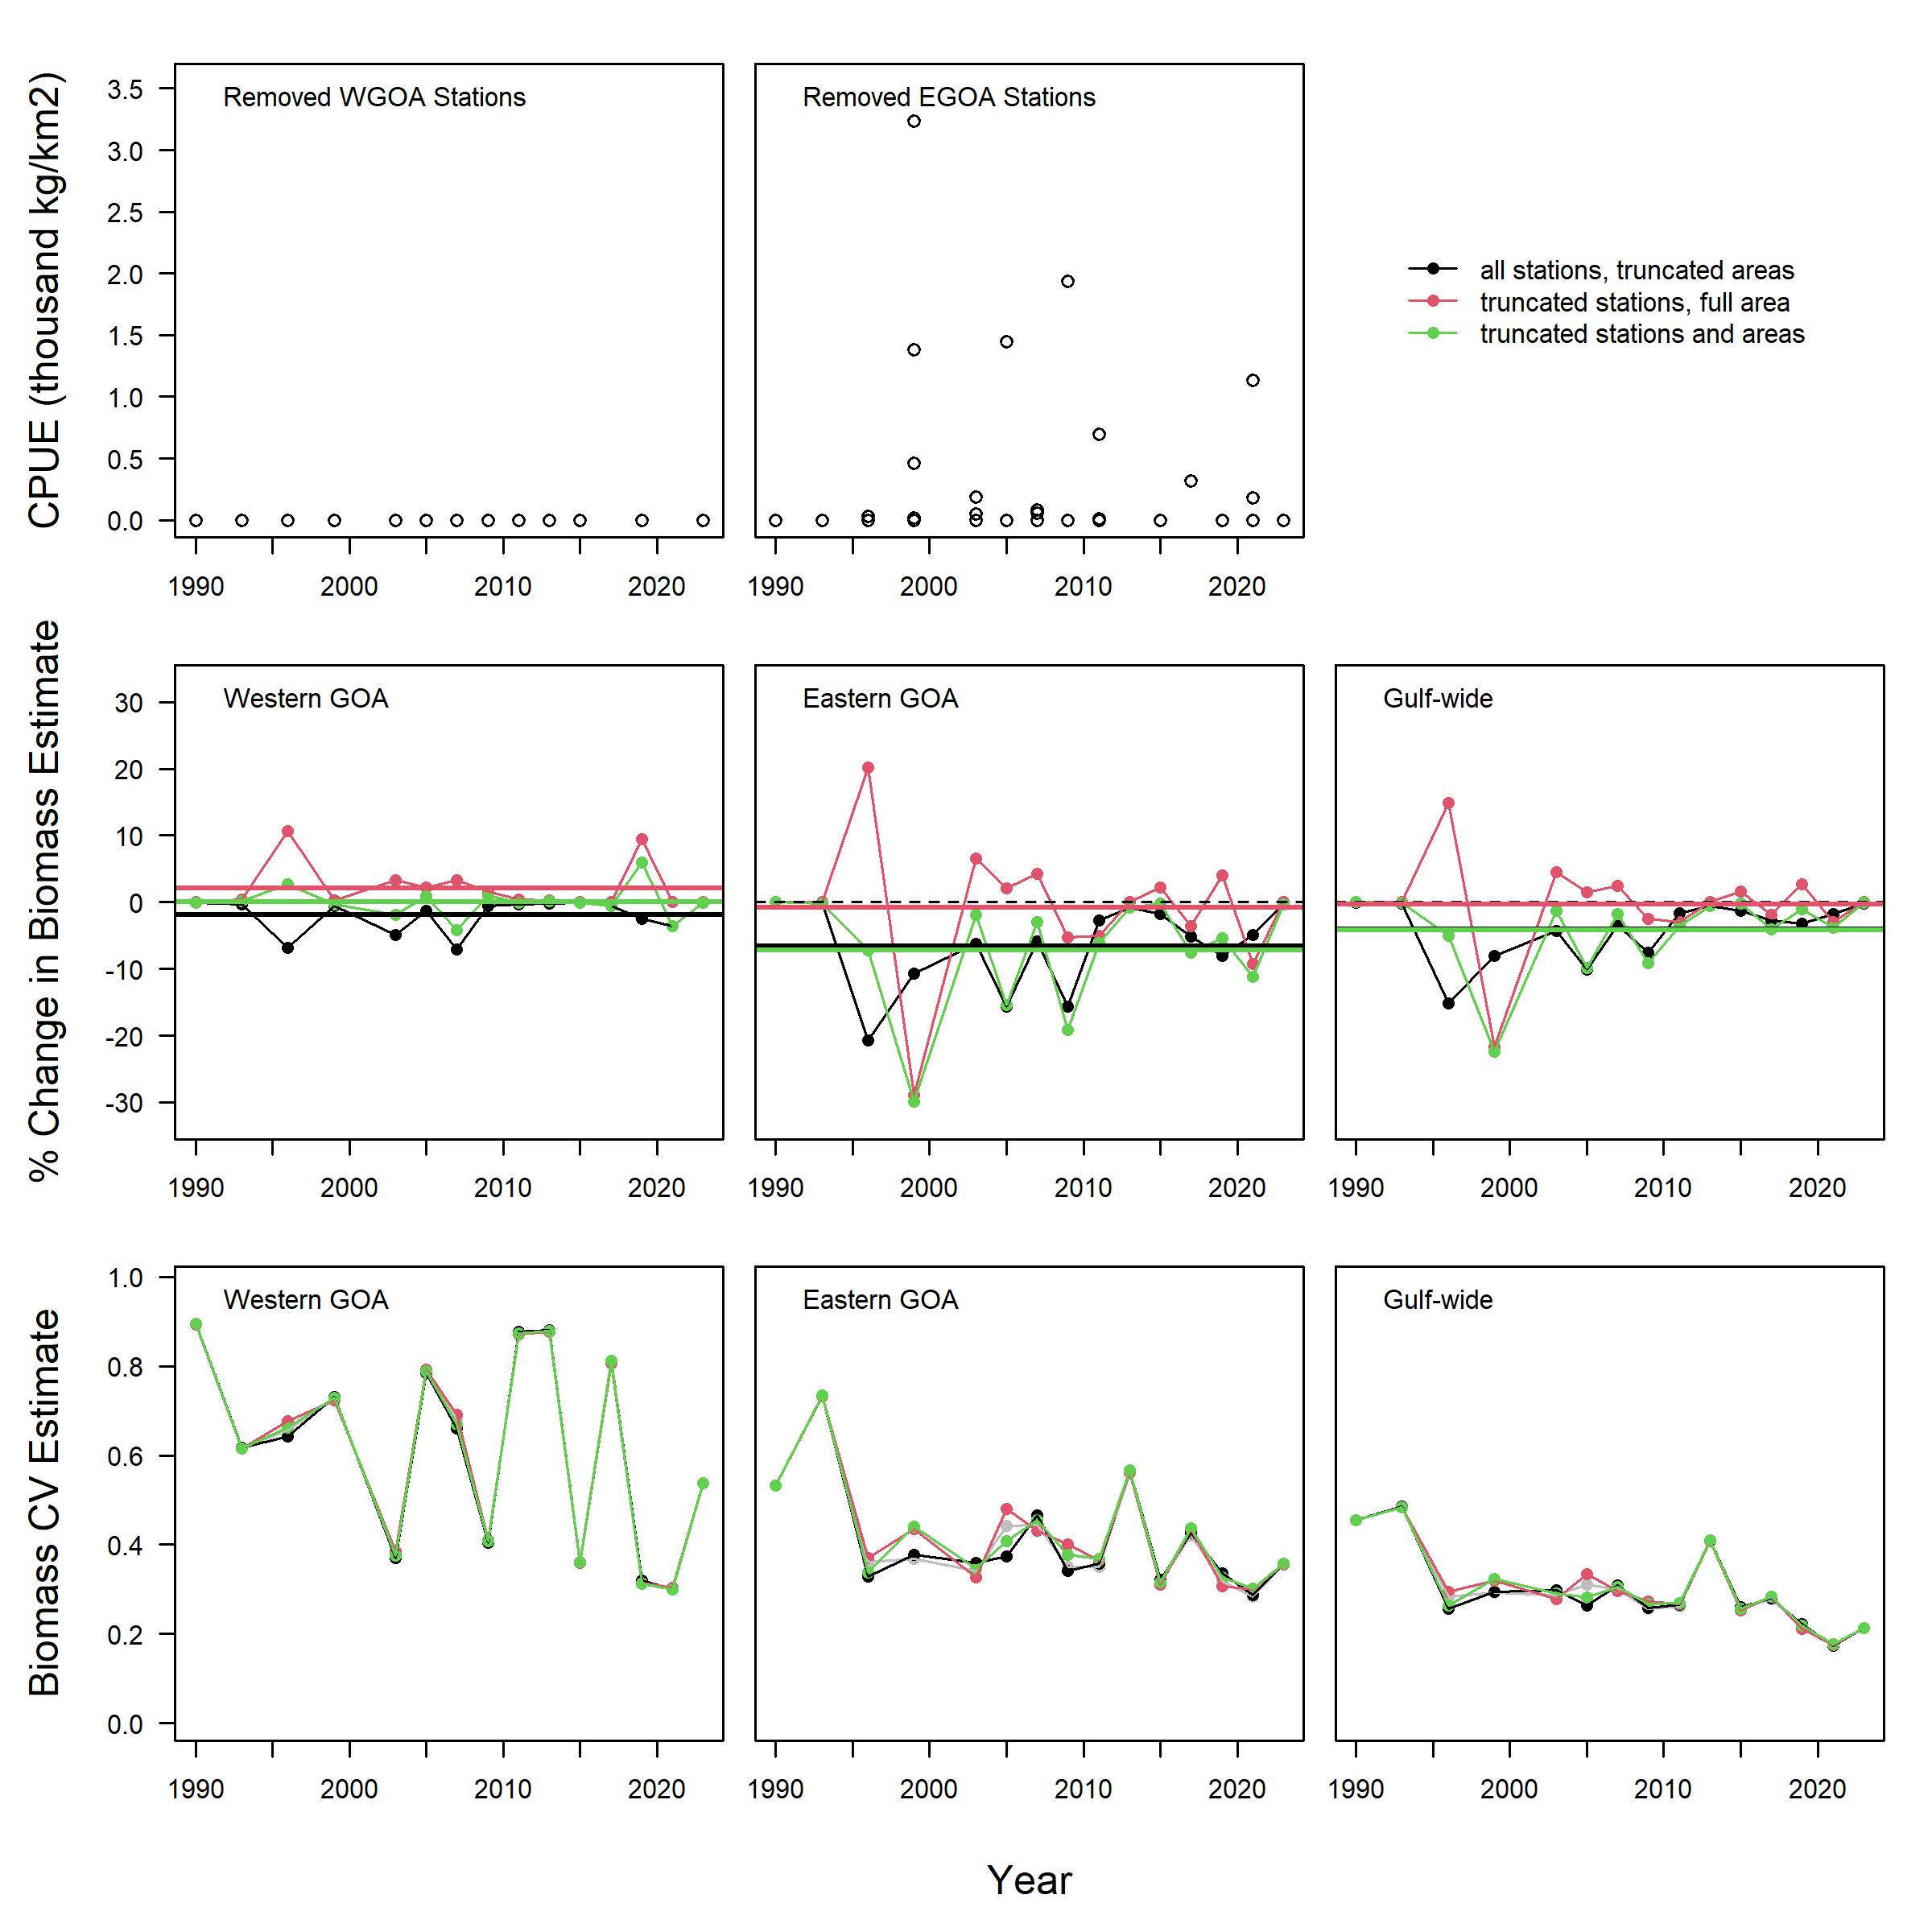 CPUE (thousand kg/km2)
3.5
3.0
2.5
2.0
1.5
1.0
0.5
0.0
Removed WGOA Stations
1990 2000 2010 2020
Removed EGOA Stations
1990 2000 2010 2020
all stations, truncated areas
truncated stations, full area
truncated stations and areas
% Change in Biomass Estimate
30
20
10
0
-10
-20
-30
Western GOA
1990 2000 2010 2020
Eastern GOA
1990 2000 2010 2020
Gulf-wide
1990 2000 2010 2020
Biomass CV Estimate
1.0
0.8
0.6
0.4
0.2
0.0
Western GOA
1990 2000 2010 2020
Eastern GOA
1990 2000 2010 2020
Gulf-wide
1990 2000 2010 2020
Year